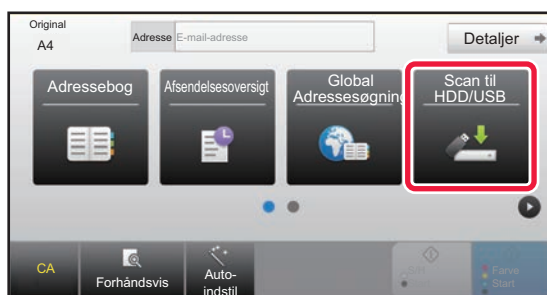 Original
A4
Adresse E-mail-adresse
Detaljer
Adressebog
Afsendelsesoversigt
Global
Adressesøgning
Scan til
HDD/USB
CA
Forhåndsvis
Auto-
indstil
Farve
Start